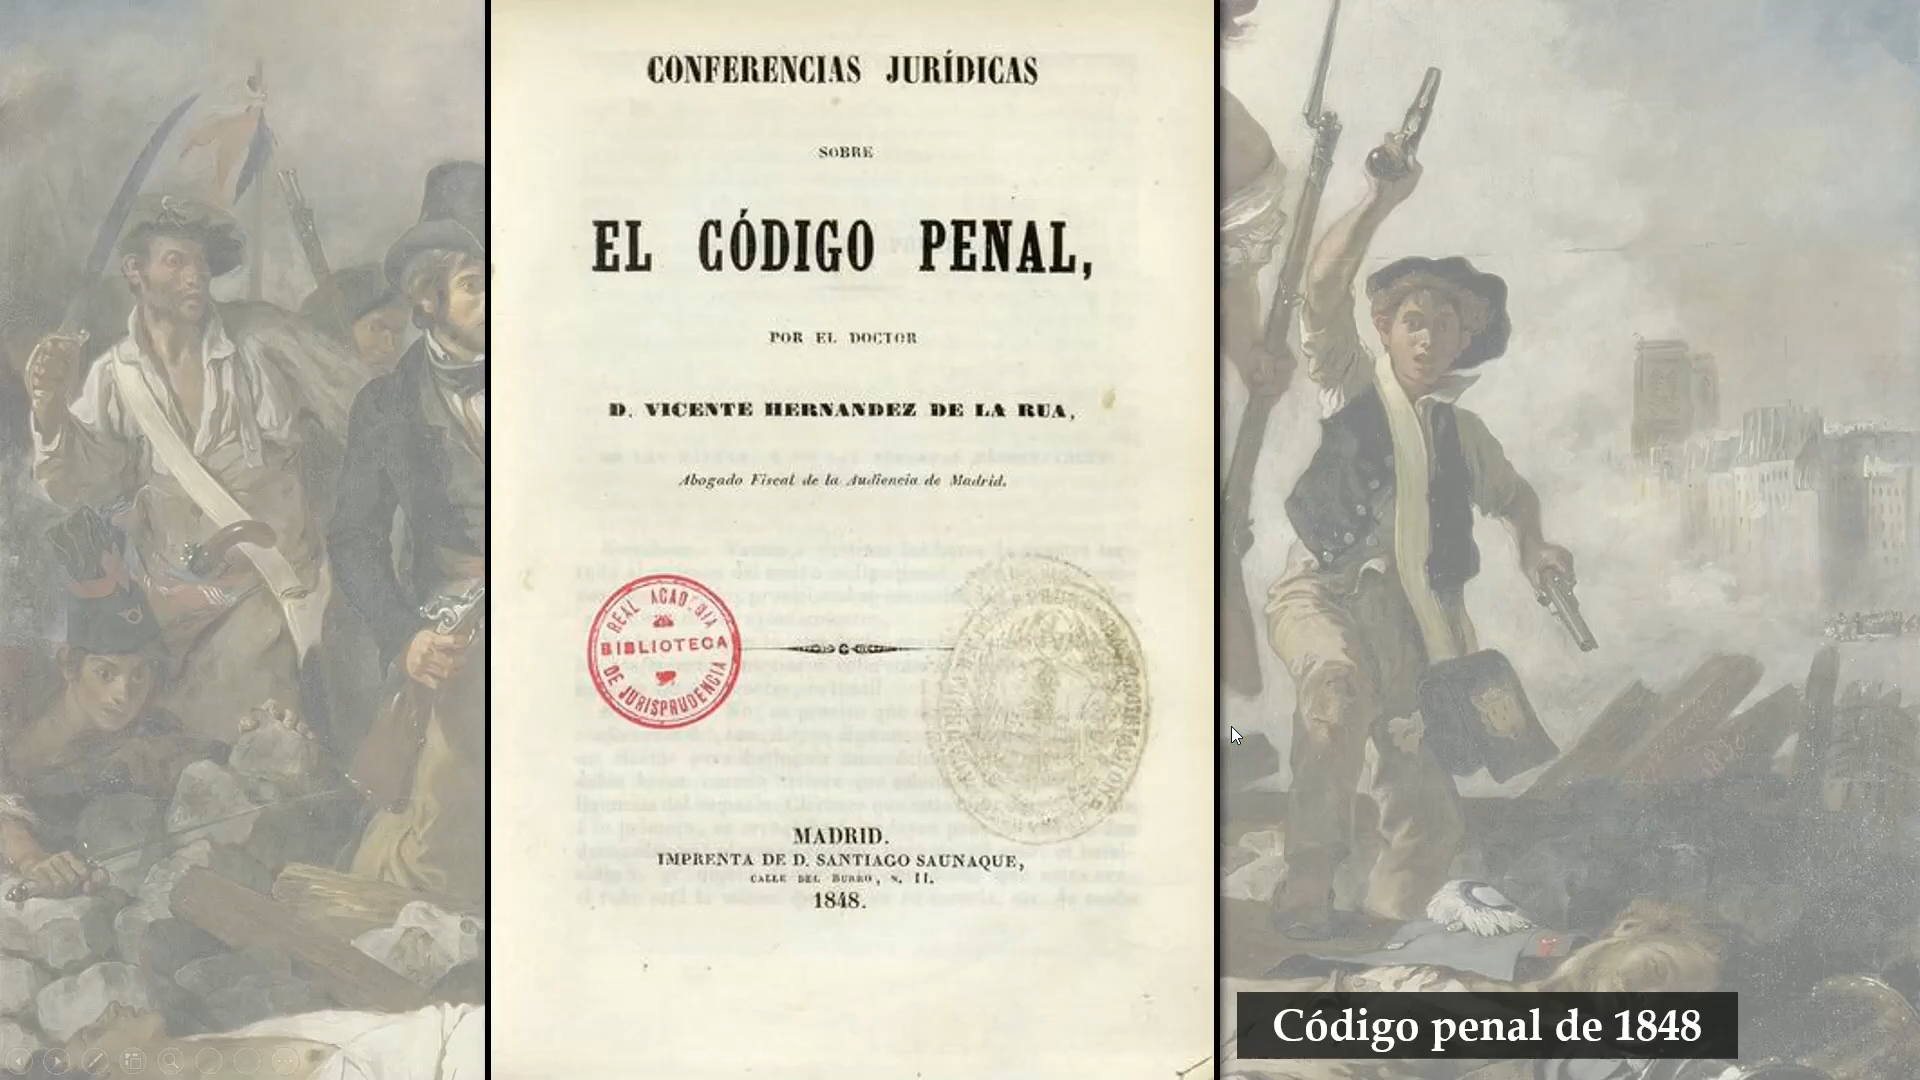 CONFERENCIAS JURÍDICAS
SOBRE
EL CÓDIGO PENAL,
POR EL DOCTOR
D. VICENTE HERNANDEZ DE LA RUA,
Abogado Fiscal de la Audiencia de Madrid.
REAL ACADEMIA
BIBLIOTECA
DE JURISPRUDENCIA
MADRID.
IMPRENTA DE D. SANTIAGO SAUNAQUE,
CALLE DEL BURRO, N. 11.
1848.
Código penal de 1848